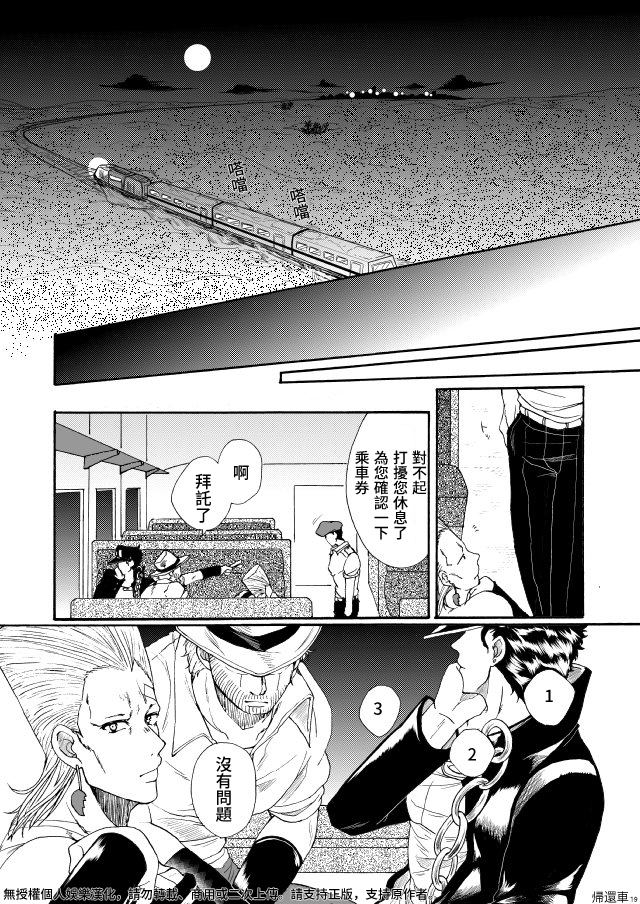 嗒噹
嗒噹
對不起
打擾您休息了
為您確認一下
乘車券
啊
拜託了
1
2
3
沒有問題
無授權個人娛樂漢化，請勿轉載、商用或二次上傳。請支持正版，支持原作者。
帰還車 19